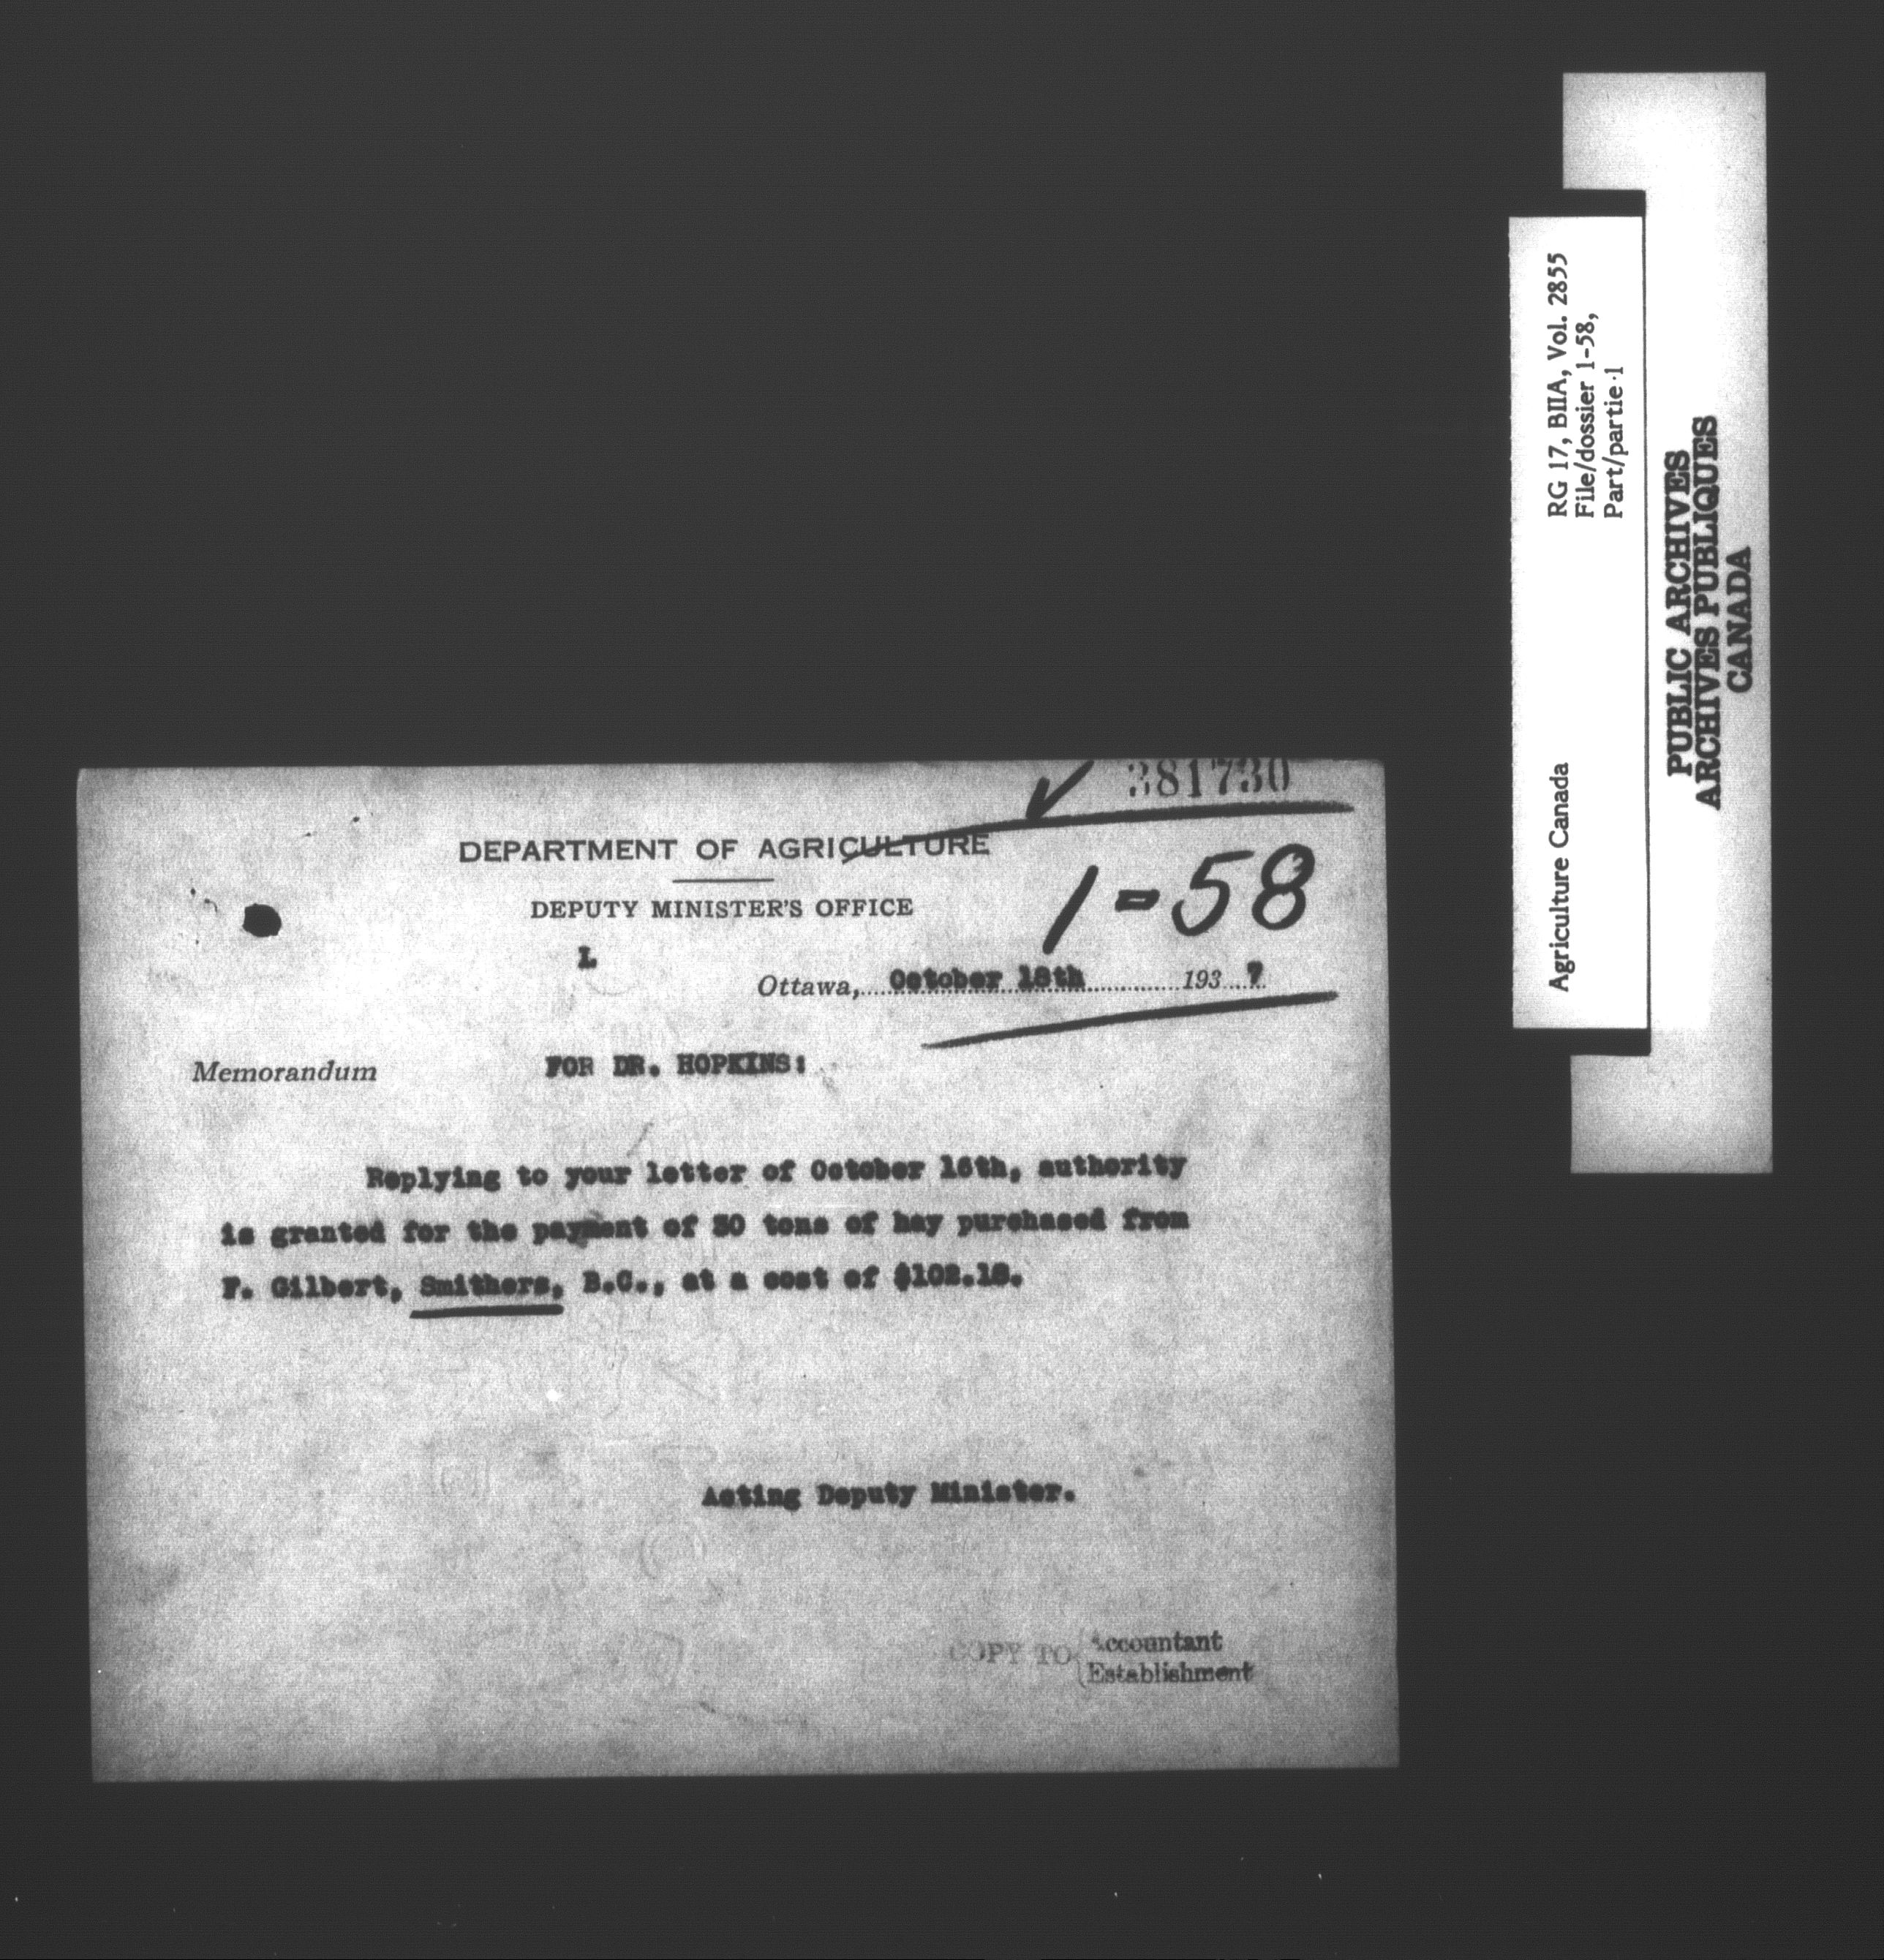 381730
DEPARTMENT OF AGRICULTURE
1-58
DEPUTY MINISTER'S OFFICE
L
Ottawa, October 18th 1937
Memorandum FOR DR. HOPKINS:
Replying to your letter of October 16th, authority
is granted for the payment of 30 tons of hay purchased from
F. Gilbert, Smithers, B.C., at a cost of $102.18.
Acting Deputy Minister.
COPY TO Accountant
Establishment
Agriculture Canada RG 17, BIIA, Vol. 2855
File/dossier 1-58,
Part/partie 1
PUBLIC ARCHIVES
ARCHIVES PUBLIQUES
CANADA